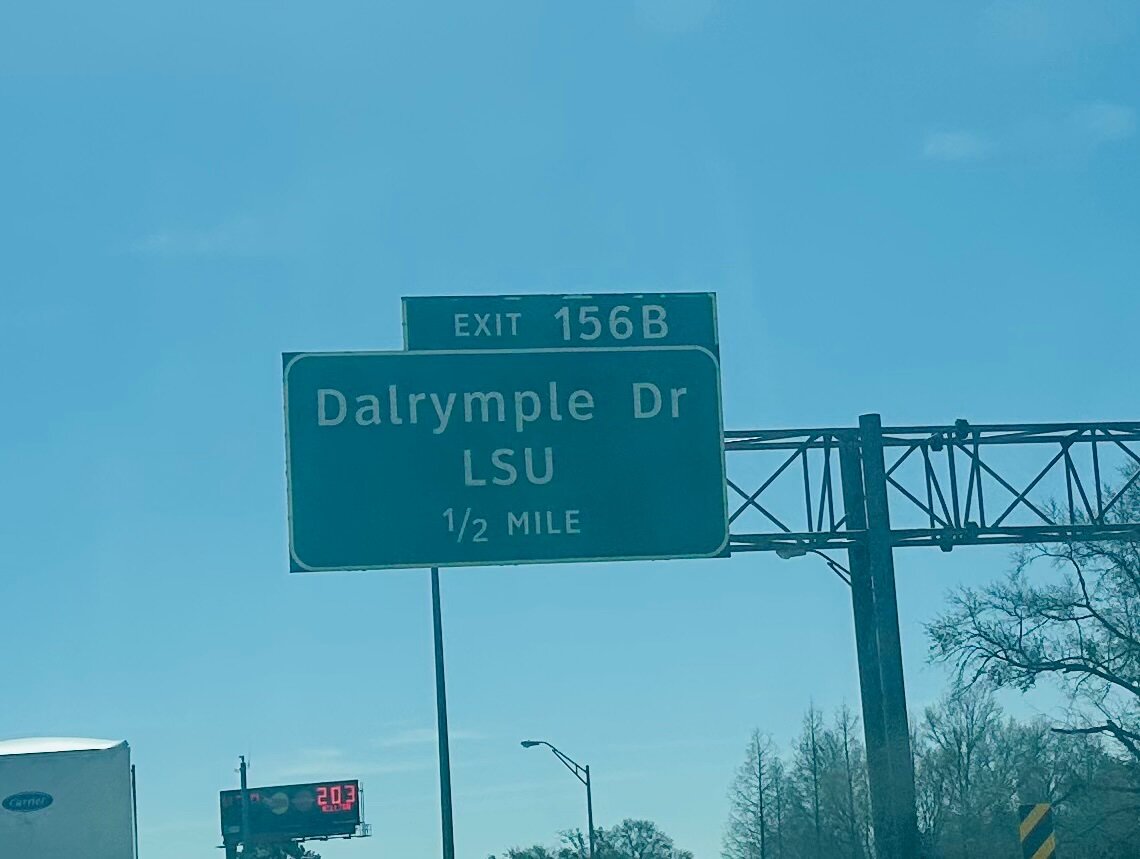 EXIT 156B
Dalrymple Dr
LSU
1/2 MILE
Carrier
203